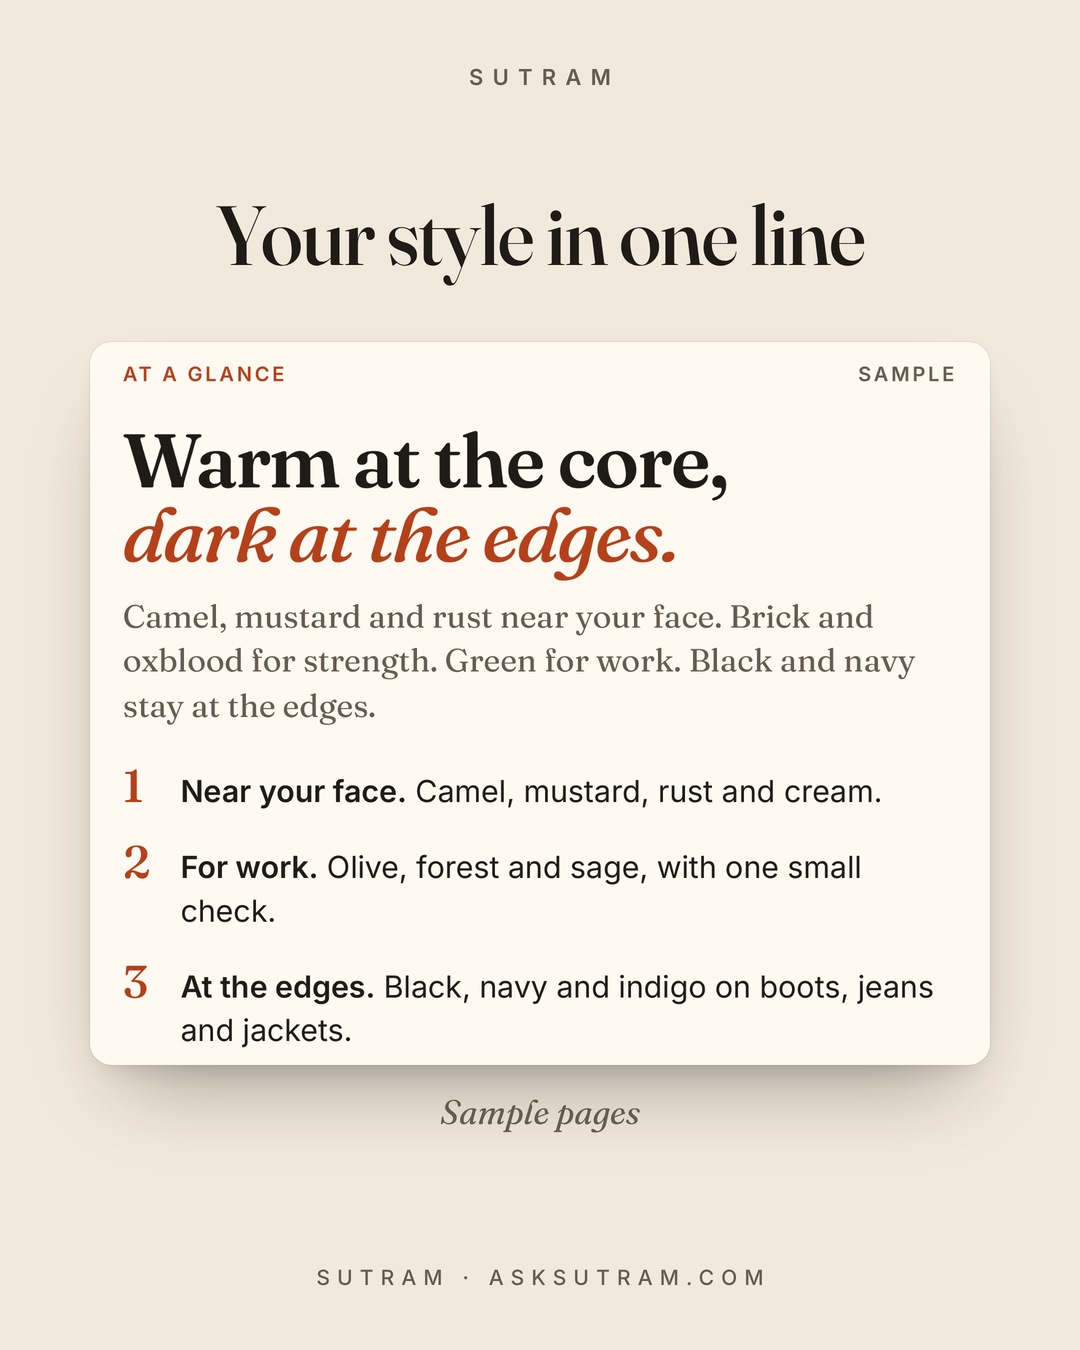 SUTRAM
Your style in one line
AT A GLANCE
SAMPLE
Warm at the core,
dark at the edges.
Camel, mustard and rust near your face. Brick and
oxblood for strength. Green for work. Black and navy
stay at the edges.
1 Near your face. Camel, mustard, rust and cream.
2 For work. Olive, forest and sage, with one small
check.
3 At the edges. Black, navy and indigo on boots, jeans
and jackets.
Sample pages
SUTRAM · ASKSUTRAM.COM